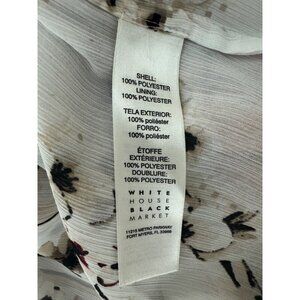 SHELL:
100% POLYESTER
LINING:
100% POLYESTER
TELA EXTERIOR:
100% poliéster
FORRO:
100% poliéster
ÉTOFFE
EXTÉRIEURE:
100% POLYESTER
DOUBLURE:
100% POLYESTER
WHITE
HOUSE
BLACK
MARKET
11215 METRO PARKWAY
FORT MYERS, FL 33966